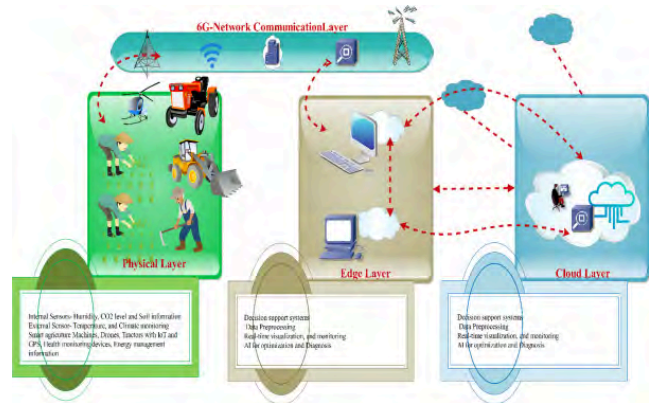 6G-Network CommunicationLayer
Physical Layer
Edge Layer
Cloud Layer
Internal Sensors- Humidity, CO2 level and Soil information
External Sensor- Temperature, and Climatic monitoring
Smart agriculture Machines, Drones, Tractors with IoT and
GPS, Health monitoring devices, Energy management
information
Decision support systems
Data Preprocessing
Real-time visualization, and monitoring
AI for optimization and Diagnosis
Decision support systems
Data Preprocessing
Real-time visualization, and monitoring
AI for optimization and Diagnosis